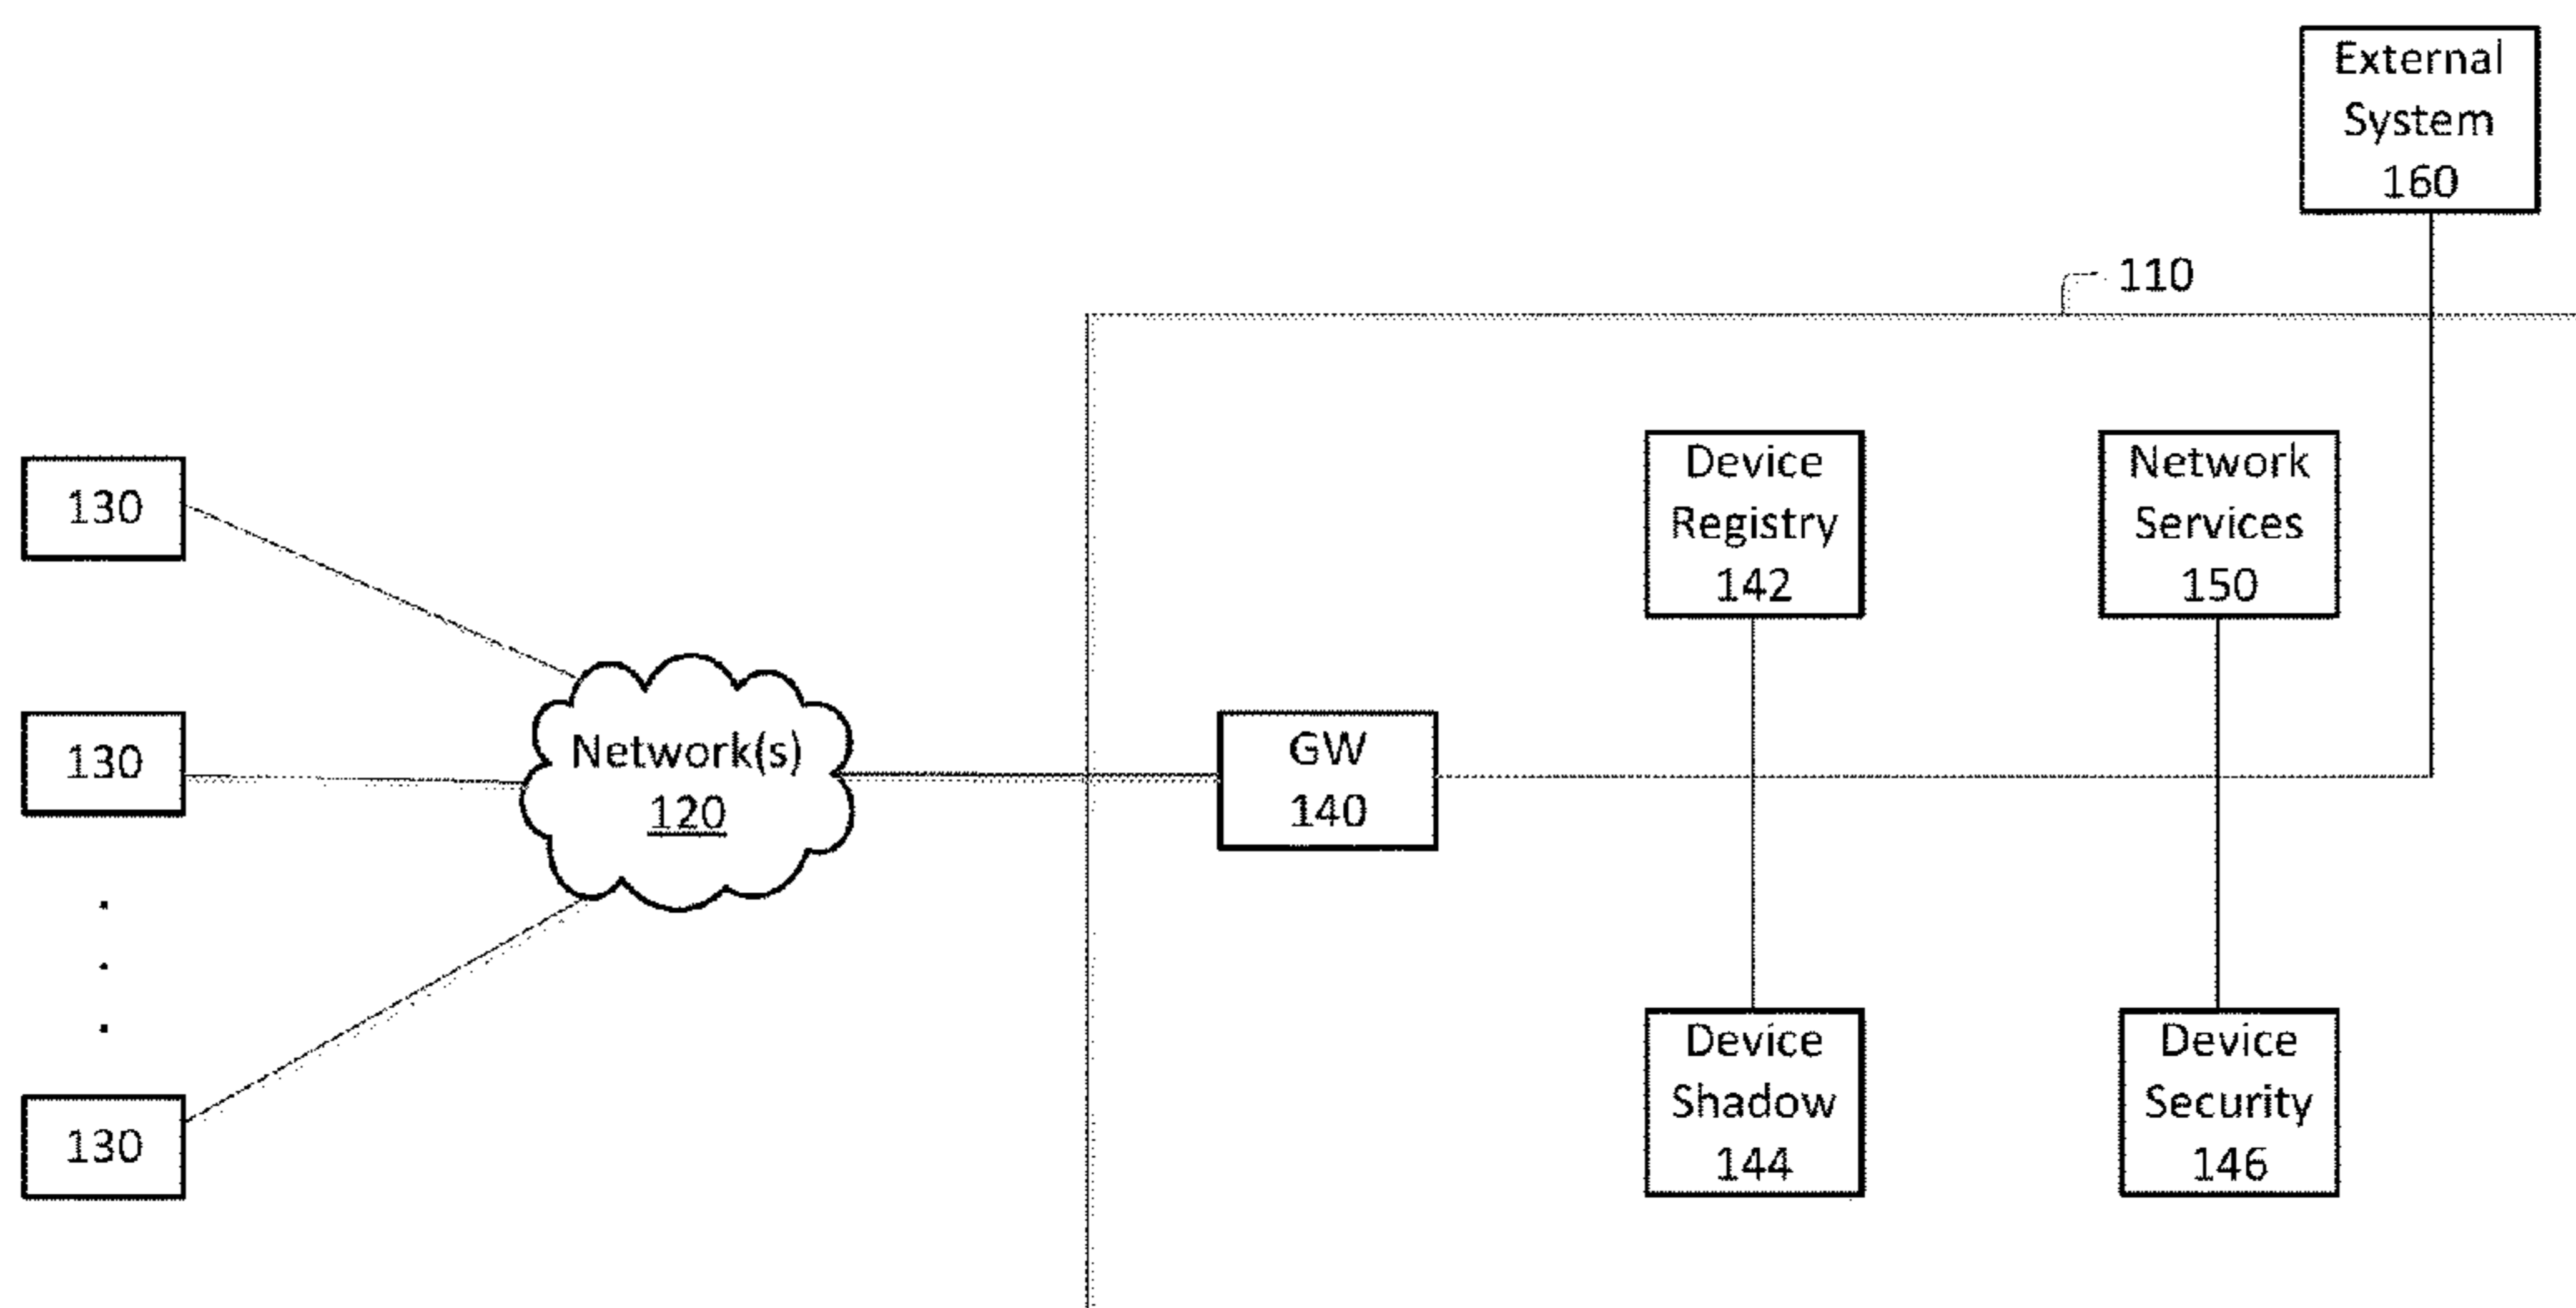 External
System
160
110
Device
Registry
142
Network
Services
150
130
130
130
Network(s)
120
GW
140
Device
Shadow
144
Device
Security
146